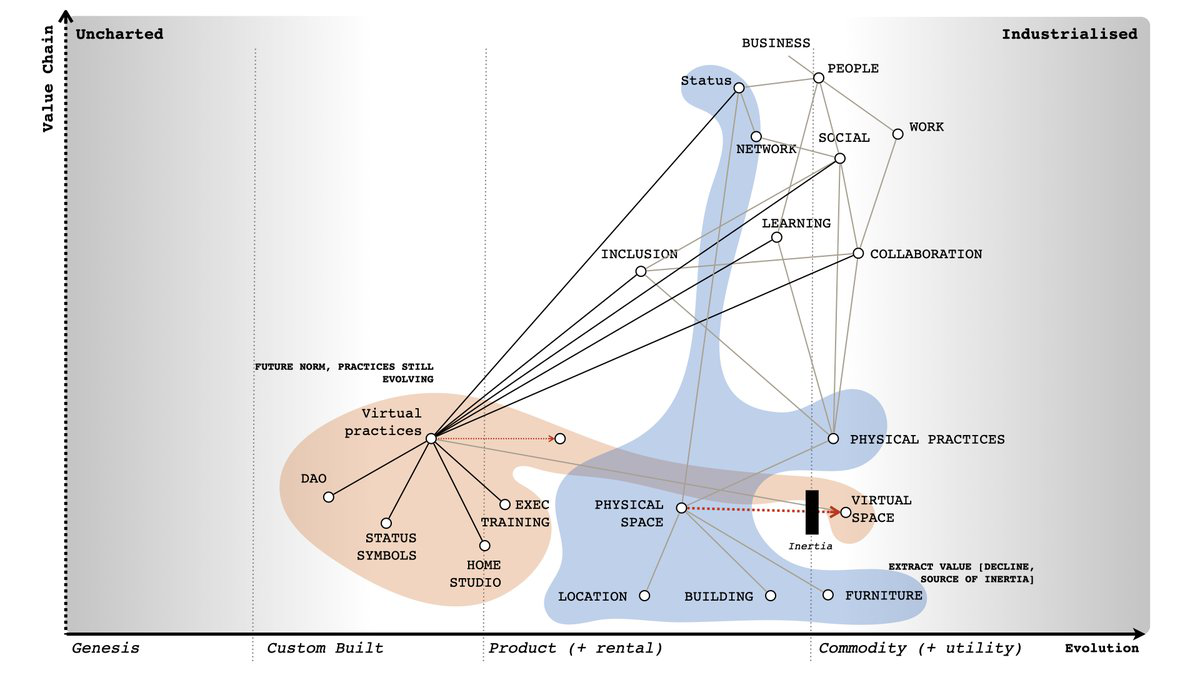 Value Chain
Uncharted
Industrialised
BUSINESS
PEOPLE
Status
WORK
NETWORK
SOCIAL
LEARNING
INCLUSION
COLLABORATION
FUTURE NORM, PRACTICES STILL
EVOLVING
Virtual
practices
PHYSICAL PRACTICES
DAO
EXEC
TRAINING
STATUS
SYMBOLS
HOME
STUDIO
PHYSICAL
SPACE
VIRTUAL
SPACE
Inertia
EXTRACT VALUE [DECLINE,
SOURCE OF INERTIA]
LOCATION
BUILDING
FURNITURE
Genesis
Custom Built
Product (+ rental)
Commodity (+ utility)
Evolution